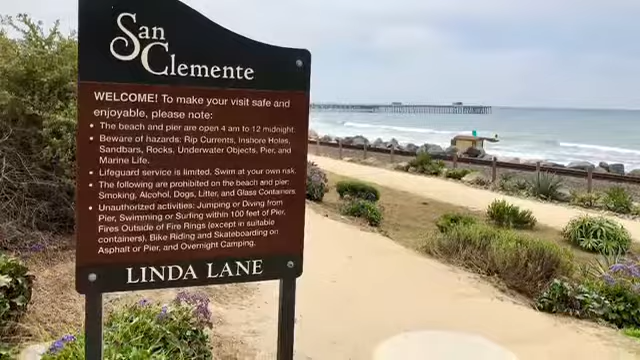 San
Clemente
WELCOME! To make your visit safe and
enjoyable, please note:
• The beach and pier are open 4 am to 12 midnight.
• Beware of hazards: Rip Currents, Inshore Holes,
Sandbars, Rocks, Underwater Objects, Pier, and
Marine Life.
• Lifeguard service is limited. Swim at your own risk.
• The following are prohibited on the beach and pier:
Smoking, Alcohol, Dogs, Litter, and Glass Containers.
• Unauthorized activities: Jumping or Diving from
Pier, Swimming or Surfing within 100 feet of Pier,
Fires Outside of Fire Rings (except in suitable
containers), Bike Riding and Skateboarding on
Asphalt or Pier, and Overnight Camping.
LINDA LANE